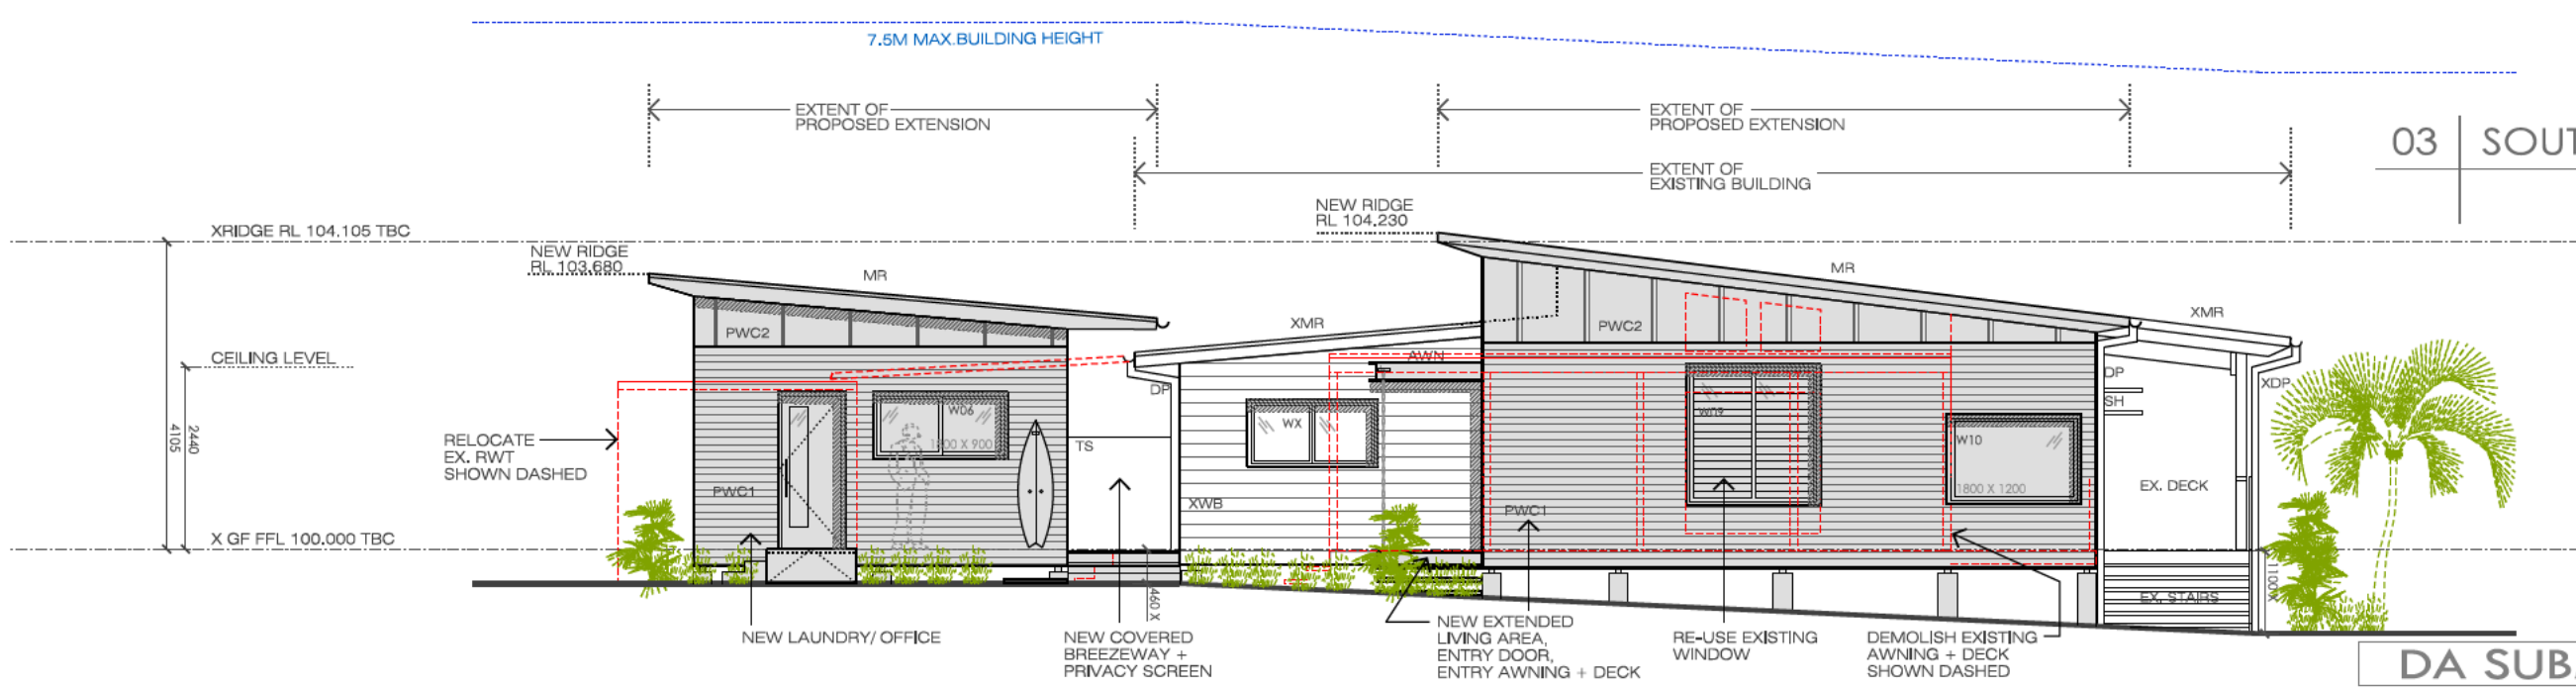 7.5M MAX.BUILDING HEIGHT
EXTENT OF
PROPOSED EXTENSION
EXTENT OF
PROPOSED EXTENSION
03
SOUT
EXTENT OF
EXISTING BUILDING
NEW RIDGE
RL 104.230
XRIDGE RL 104.105 TBC
NEW RIDGE
RL 103.680
MR
MR
XMR
XMR
PWC2
PWC2
CEILING LEVEL
AWN
DP
DP
XDP
SH
2440
4105
RELOCATE
EX. RWT
SHOWN DASHED
W06
1800 X 900
WX
W09
W10
TS
PWC1
XWB
PWC1
1800 X 1200
EX. DECK
X GF FFL 100.000 TBC
460 X
1100 X
EX. STAIRS
NEW LAUNDRY/ OFFICE
NEW COVERED
BREEZEWAY +
PRIVACY SCREEN
NEW EXTENDED
LIVING AREA,
ENTRY DOOR,
ENTRY AWNING + DECK
RE-USE EXISTING
WINDOW
DEMOLISH EXISTING
AWNING + DECK
SHOWN DASHED
DA SUB